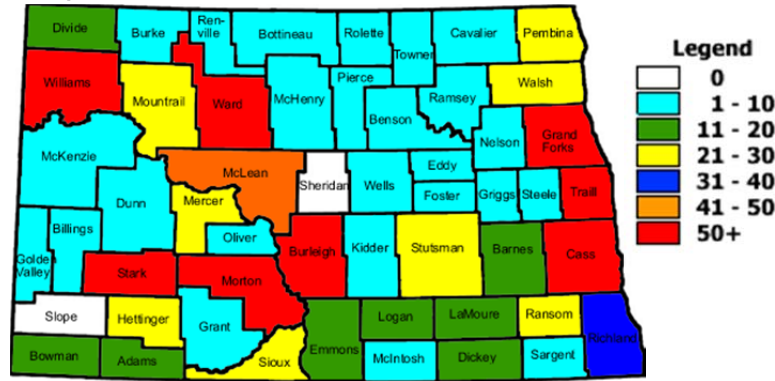 Divide
Burke
Ren-
ville
Bottineau
Rolette
Towner
Cavalier
Pembina
Williams
Mountrail
Ward
McHenry
Pierce
Benson
Ramsey
Walsh
Nelson
Grand
Forks
McKenzie
McLean
Sheridan
Wells
Eddy
Foster
Griggs
Steele
Traill
Dunn
Mercer
Oliver
Golden
Valley
Billings
Stark
Morton
Burleigh
Kidder
Stutsman
Barnes
Cass
Slope
Hettinger
Grant
Logan
LaMoure
Ransom
Richland
Bowman
Adams
Sioux
Emmons
McIntosh
Dickey
Sargent
Legend
0
1 - 10
11 - 20
21 - 30
31 - 40
41 - 50
50+